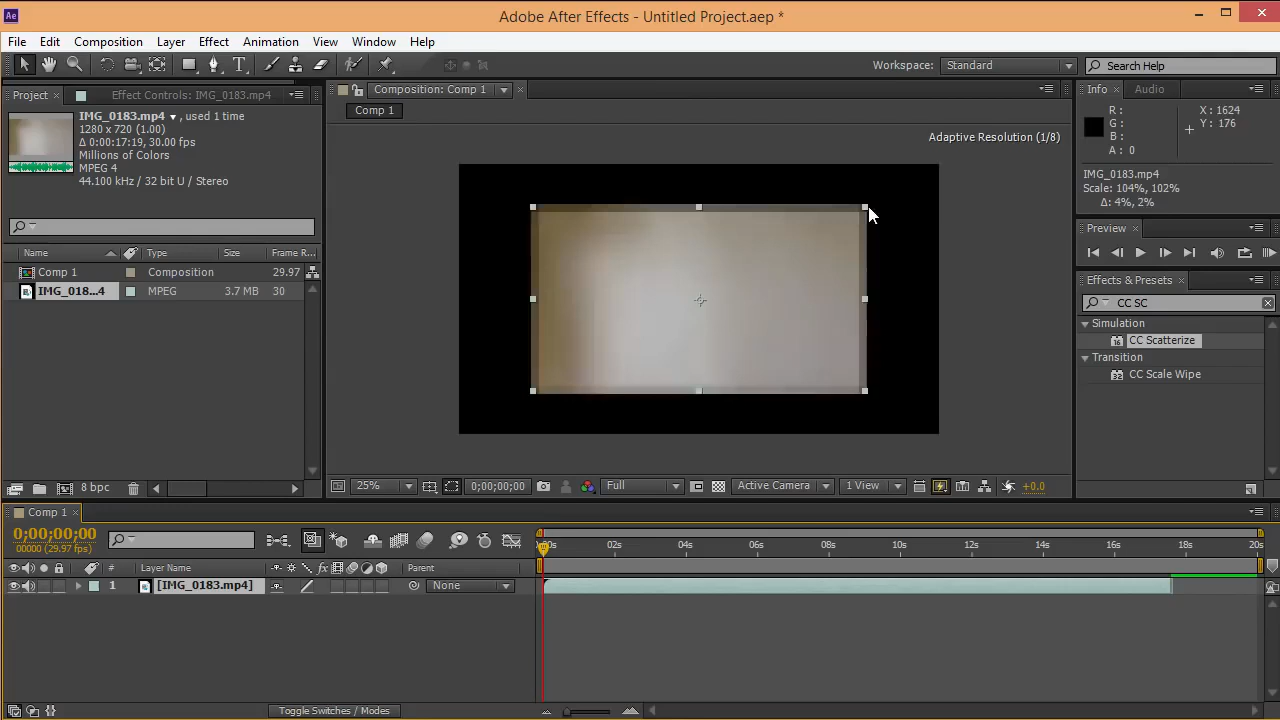 Adobe After Effects - Untitled Project.aep *
File Edit Composition Layer Effect Animation View Window Help
Workspace: Standard Search Help
Project Effect Controls: IMG_0183.mp4
IMG_0183.mp4 ▼, used 1 time
1280 x 720 (1.00)
Δ 0:00:17:19, 30.00 fps
Millions of Colors
MPEG 4
44.100 kHz / 32 bit U / Stereo
Name Type Size Frame R...
Comp 1 Composition 29.97
IMG_018...4 MPEG 3.7 MB 30
8 bpc
Composition: Comp 1
Comp 1
Adaptive Resolution (1/8)
25% 0;00;00;00 Full Active Camera 1 View +0.0
Info Audio
R: X: 1624
G: Y: 176
B:
A: 0
IMG_0183.mp4
Scale: 104%, 102%
Δ: 4%, 2%
Preview
Effects & Presets
CC SC
Simulation
CC Scatterize
Transition
CC Scale Wipe
Comp 1
0;00;00;00
00000 (29.97 fps)
:00s 02s 04s 06s 08s 10s 12s 14s 16s 18s 20s
# Layer Name Parent
1 [IMG_0183.mp4] None
Toggle Switches / Modes